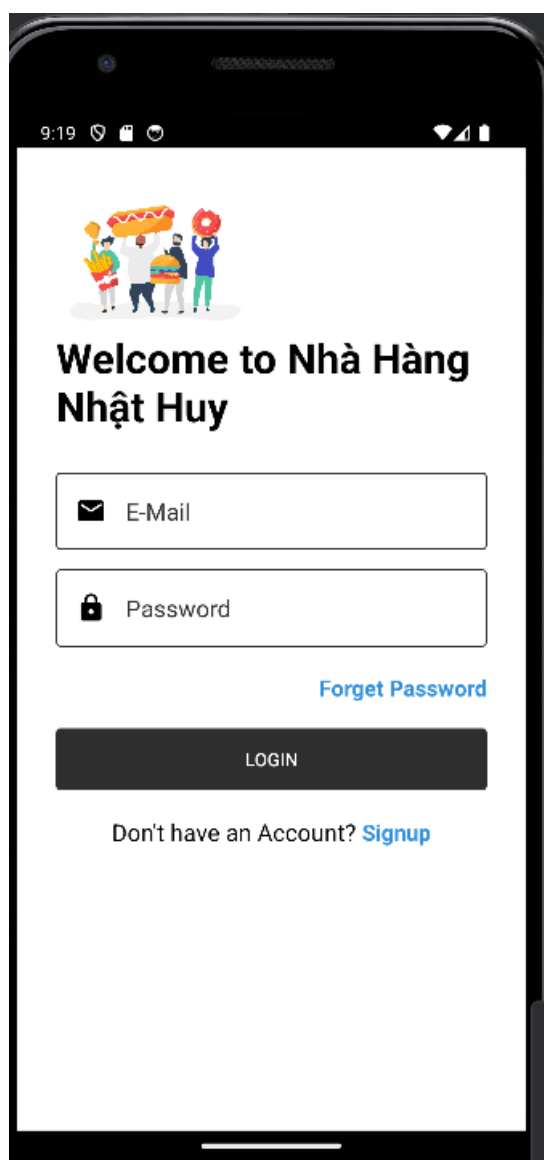 9:19
Welcome to Nhà Hàng
Nhật Huy
E-Mail
Password
Forget Password
LOGIN
Don't have an Account? Signup